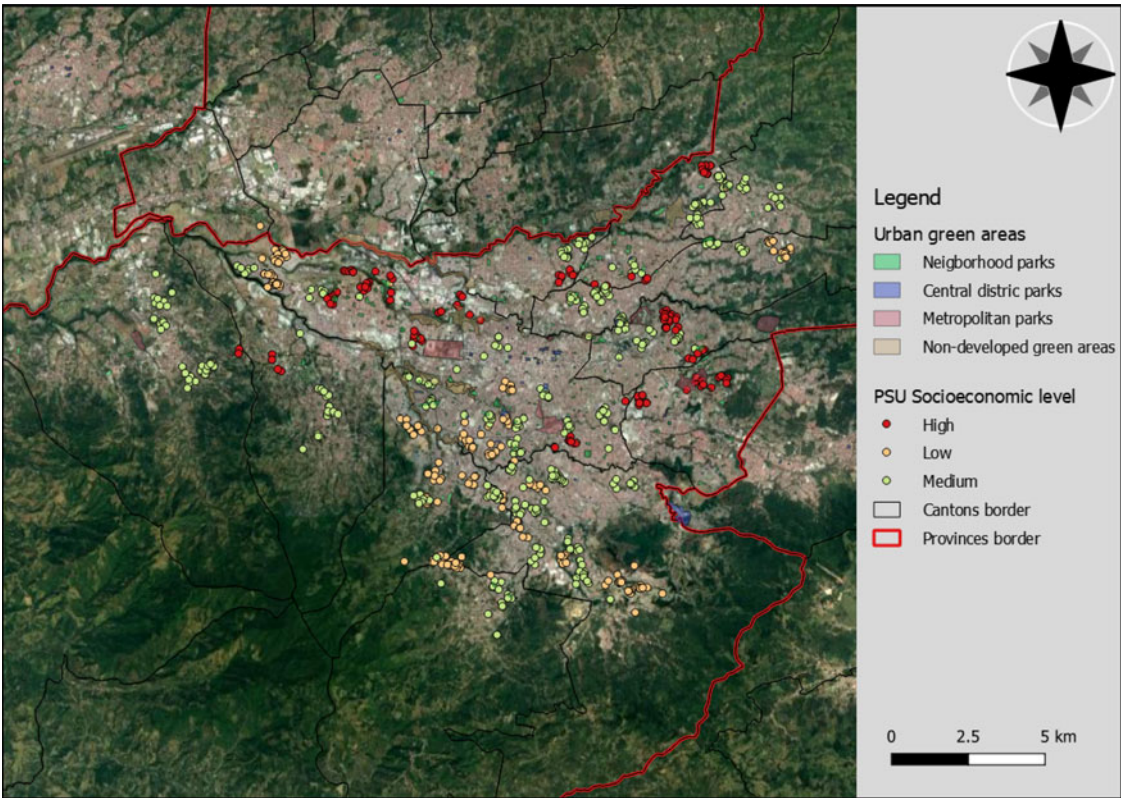 Legend
Urban green areas
Neigborhood parks
Central distric parks
Metropolitan parks
Non-developed green areas
PSU Socioeconomic level
High
Low
Medium
Cantons border
Provinces border
0 2.5 5 km